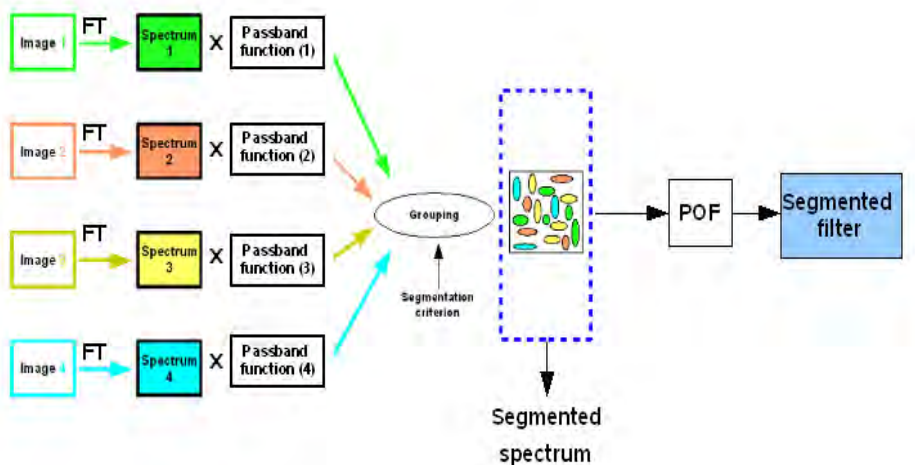 Image 1
FT
Spectrum
1
X
Passband
function (1)
Image 2
FT
Spectrum
2
X
Passband
function (2)
Image 3
FT
Spectrum
3
X
Passband
function (3)
Image 4
FT
Spectrum
4
X
Passband
function (4)
Grouping
Segmentation
criterion
POF
Segmented
filter
Segmented
spectrum